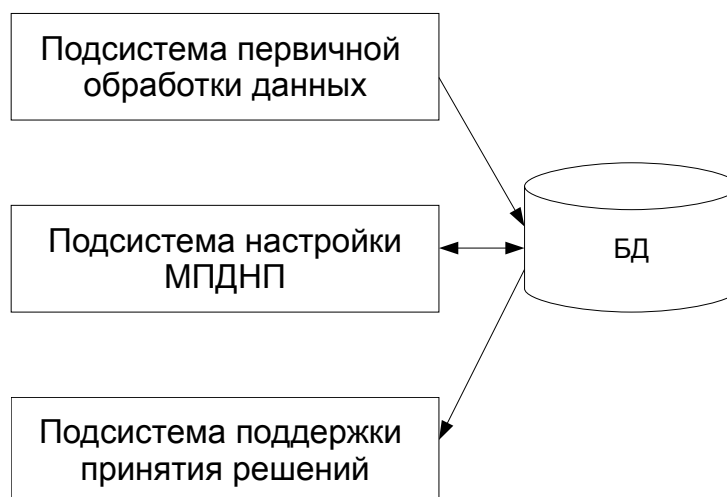 Подсистема первичной
обработки данных
Подсистема настройки
МПДНП
БД
Подсистема поддержки
принятия решений